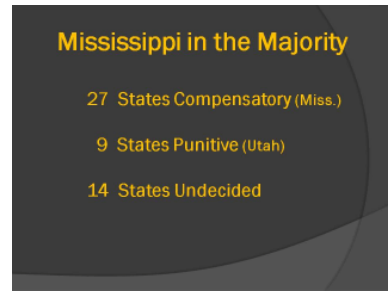 Mississippi in the Majority
27 States Compensatory (Miss.)
9 States Punitive (Utah)
14 States Undecided